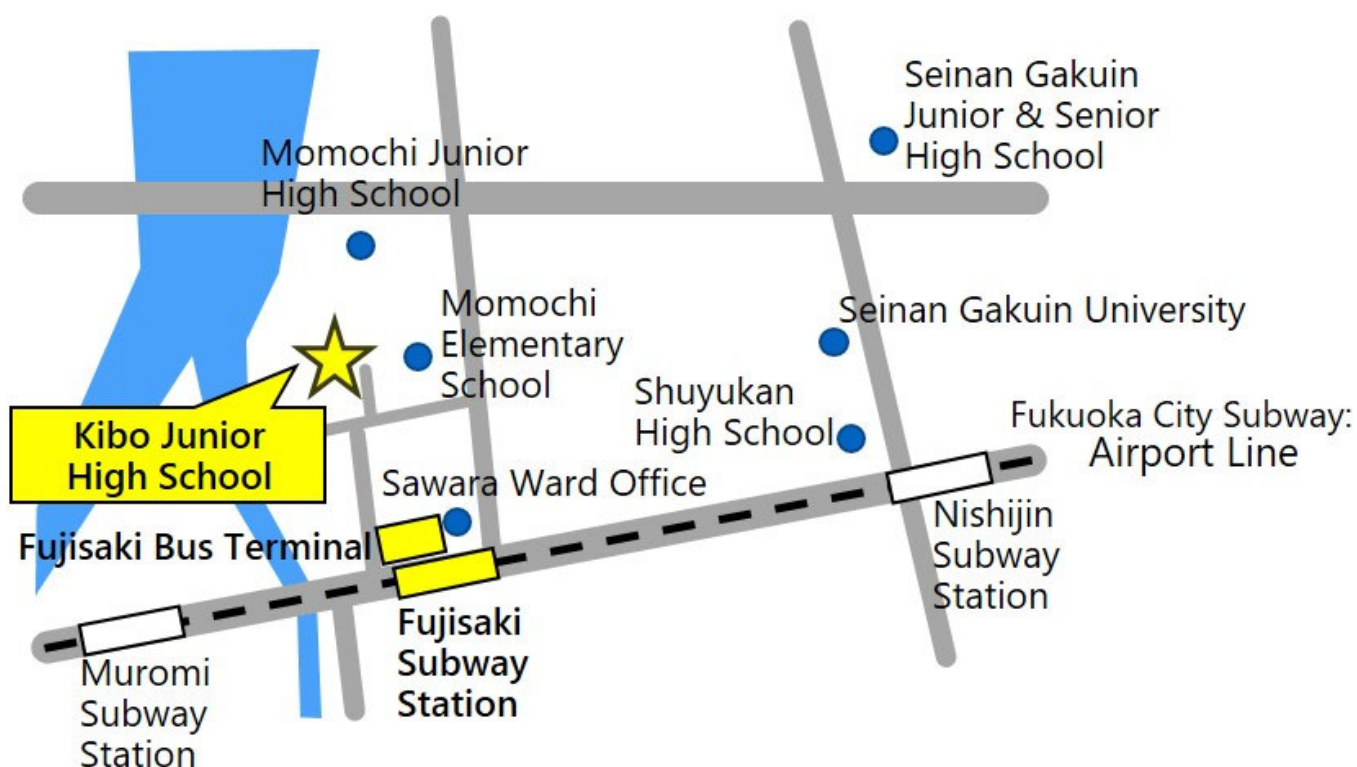 Seinan Gakuin
Junior & Senior
High School
Momochi Junior
High School
Momochi
Elementary
School
Seinan Gakuin University
Shuyukan
High School
Fukuoka City Subway:
Airport Line
Kibo Junior
High School
Sawara Ward Office
Fujisaki Bus Terminal
Nishijin
Subway
Station
Fujisaki
Subway
Station
Muromi
Subway
Station